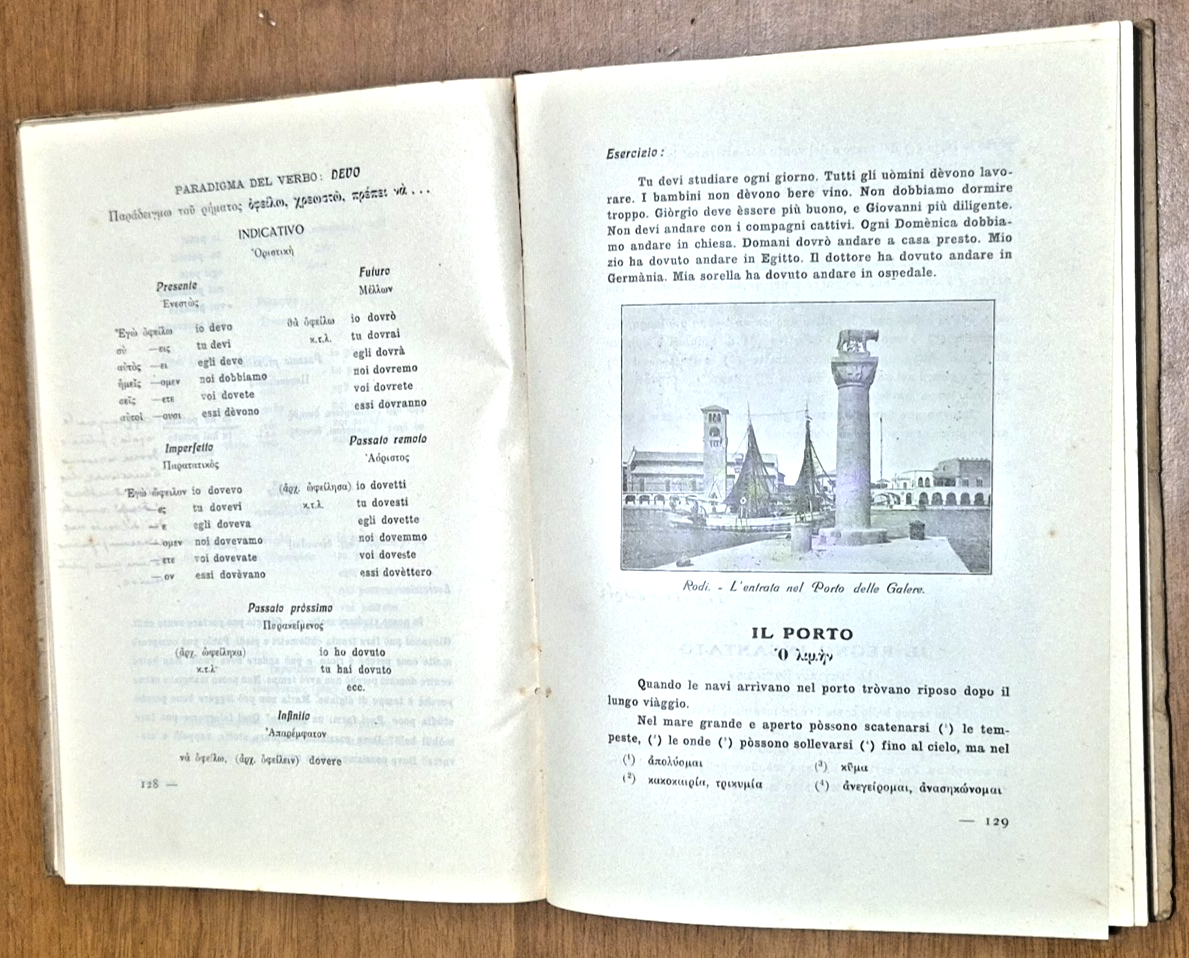 PARADIGMA DEL VERBO: DEVO
Παράδειγμα τοῦ ρήματος ὀφείλω, χρεωστῶ, πρέπει νὰ . . .
INDICATIVO
Ὁριστικὴ
Presente
Ἐνεστὼς
Ἐγὼ ὀφείλω io devo
σὺ —εις tu devi
αὐτὸς —ει egli deve
ἡμεῖς —ομεν noi dobbiamo
σεῖς —ετε voi dovete
αὐτοὶ —ουσι essi dèvono
Futuro
Μέλλων
θὰ ὀφείλω io dovrò
κ.τ.λ. tu dovrai
egli dovrà
noi dovremo
voi dovrete
essi dovranno
Imperfetto
Παρατατικὸς
Ἐγὼ ὤφειλον io dovevo
— ες tu dovevi
— ε egli doveva
— ομεν noi dovevamo
— ετε voi dovevate
— ον essi dovèvano
Passato remoto
Ἀόριστος
(ἀρχ. ὠφείλησα) io dovetti
κ.τ.λ. tu dovesti
egli dovette
noi dovemmo
voi doveste
essi dovèttero
Passato pròssimo
Παρακείμενος
(ἀρχ. ὠφείληκα) io ho dovuto
κ.τ.λ. tu hai dovuto
ecc.
Infinito
Ἀπαρέμφατον
νὰ ὀφείλω, (ἀρχ. ὀφείλειν) dovere
128 —
Esercizio :
Tu devi studiare ogni giorno. Tutti gli uòmini dèvono lavo-
rare. I bambini non dèvono bere vino. Non dobbiamo dormire
troppo. Giòrgio deve èssere più buono, e Giovanni più diligente.
Non devi andare con i compagni cattivi. Ogni Domènica dobbia-
mo andare in chiesa. Domani dovrò andare a casa presto. Mio
zio ha dovuto andare in Egitto. Il dottore ha dovuto andare in
Germània. Mia sorella ha dovuto andare in ospedale.
Rodi. - L'entrata nel Porto delle Galere.
IL PORTO
Ὁ λιμὴν
Quando le navi arrivano nel porto tròvano riposo dopo il
lungo viàggio.
Nel mare grande e aperto pòssono scatenarsi (¹) le tem-
peste, (²) le onde (³) pòssono sollevarsi (⁴) fino al cielo, ma nel
(¹) ἀπολύομαι
(²) κακοκαιρία, τρικυμία
(³) κῦμα
(⁴) ἀνεγείρομαι, ἀνασηκώνομαι
— 129